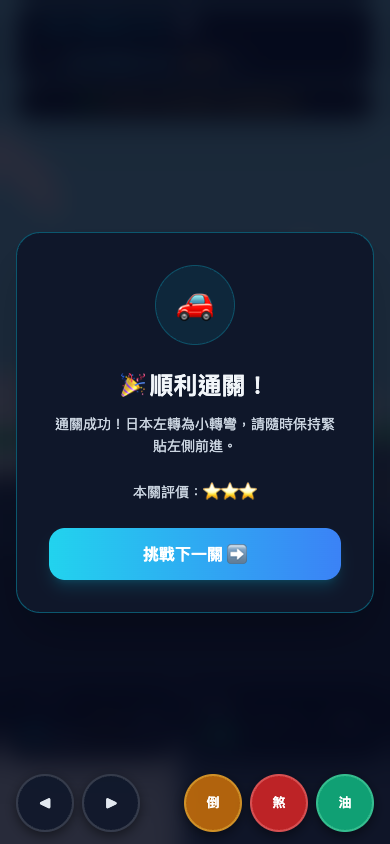 🎉 順利通關！
通關成功！日本左轉為小轉彎，請隨時保持緊
貼左側前進。
本關評價：⭐⭐⭐
挑戰下一關 ➡️
◀ ▶ 倒 煞 油